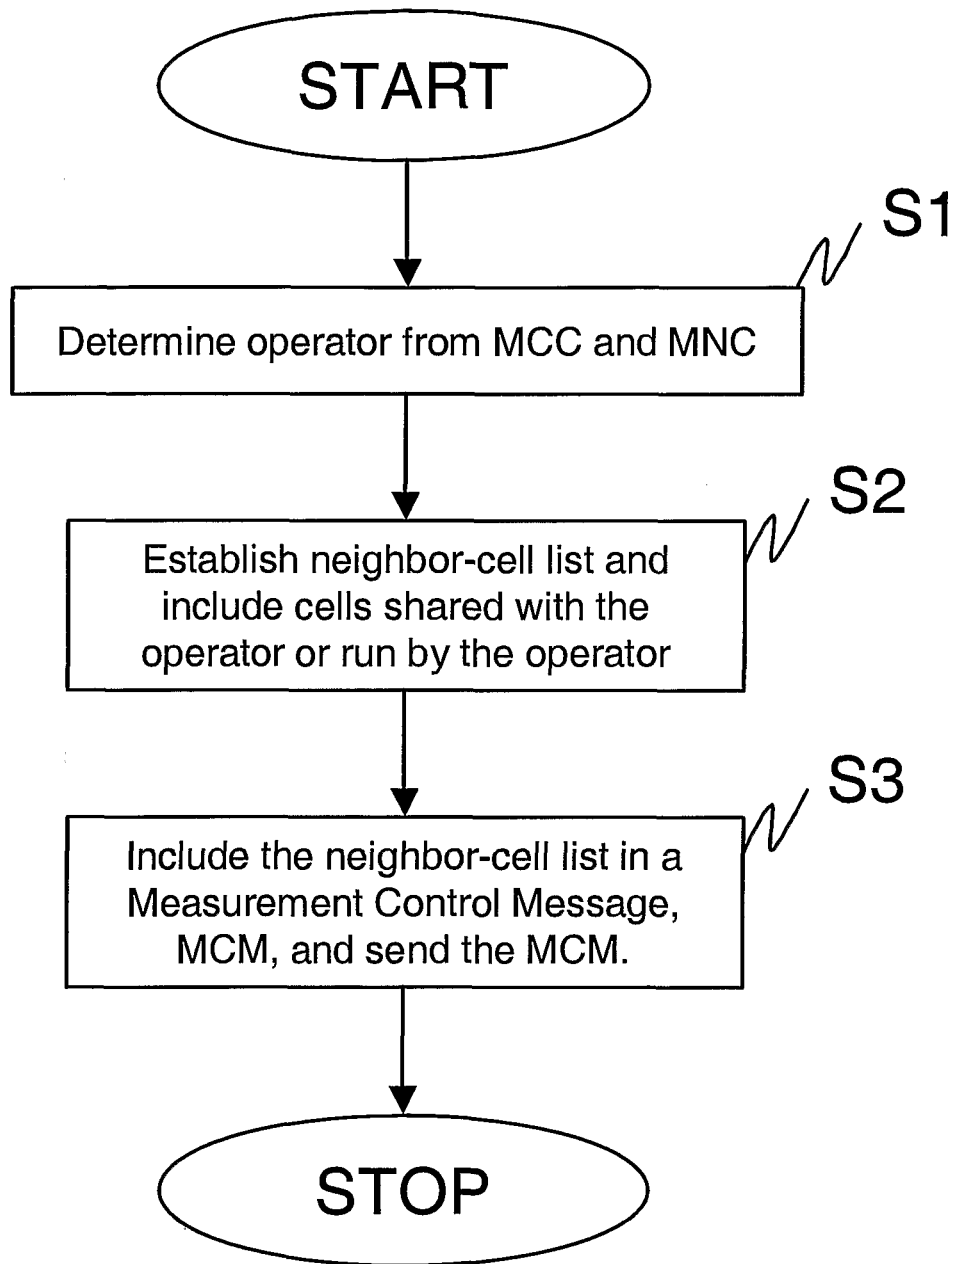 START
S1
Determine operator from MCC and MNC
S2
Establish neighbor-cell list and
include cells shared with the
operator or run by the operator
S3
Include the neighbor-cell list in a
Measurement Control Message,
MCM, and send the MCM.
STOP